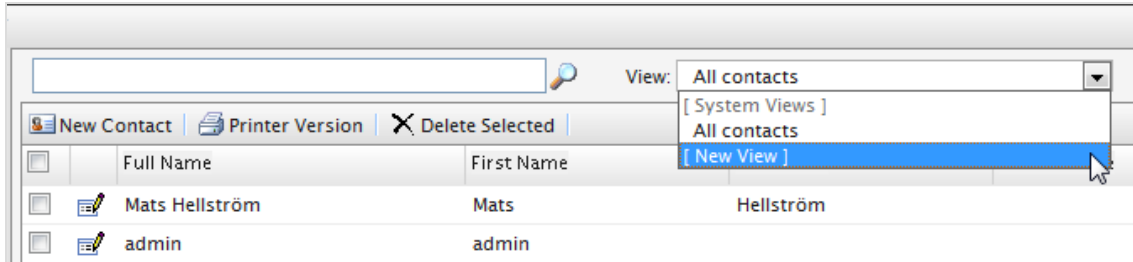 View: All contacts
[ System Views ]
New Contact Printer Version Delete Selected All contacts
Full Name First Name [ New View ]
Mats Hellström Mats Hellström
admin admin